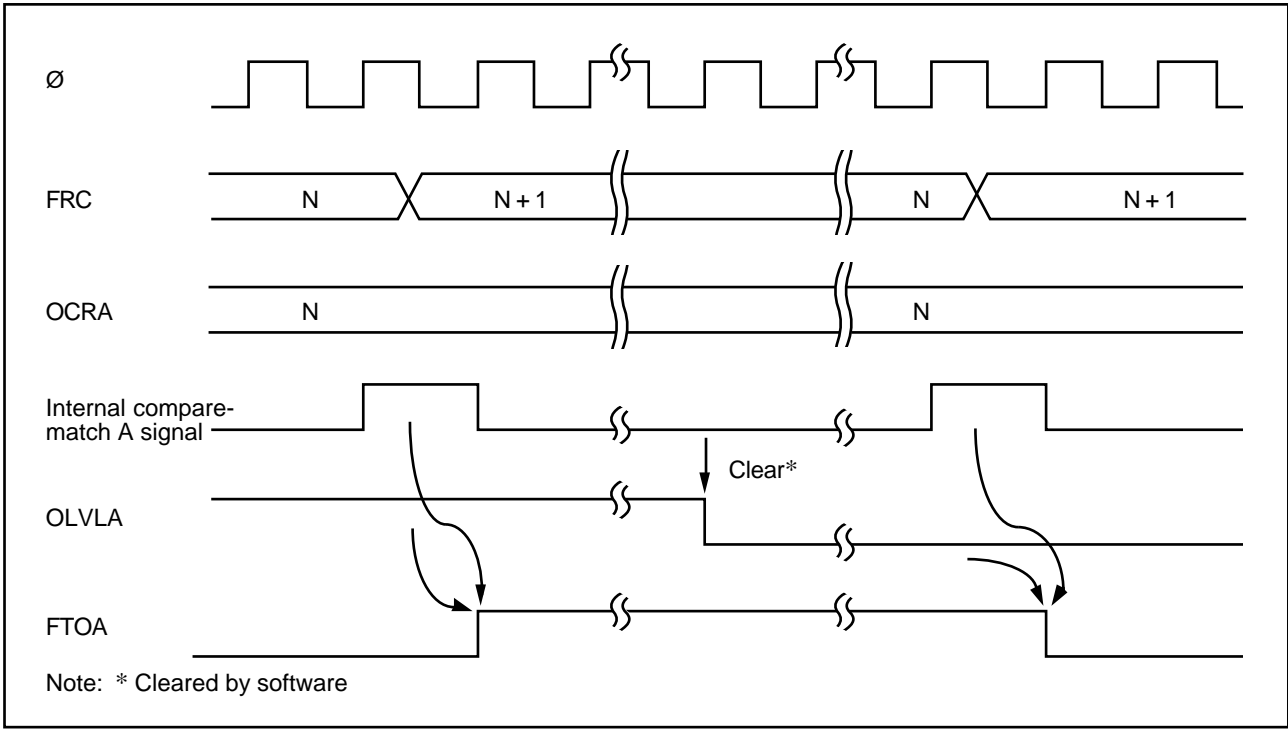 Ø
FRC
N
N + 1
N
N + 1
OCRA
N
N
Internal compare-
match A signal
Clear*
OLVLA
FTOA
Note: * Cleared by software